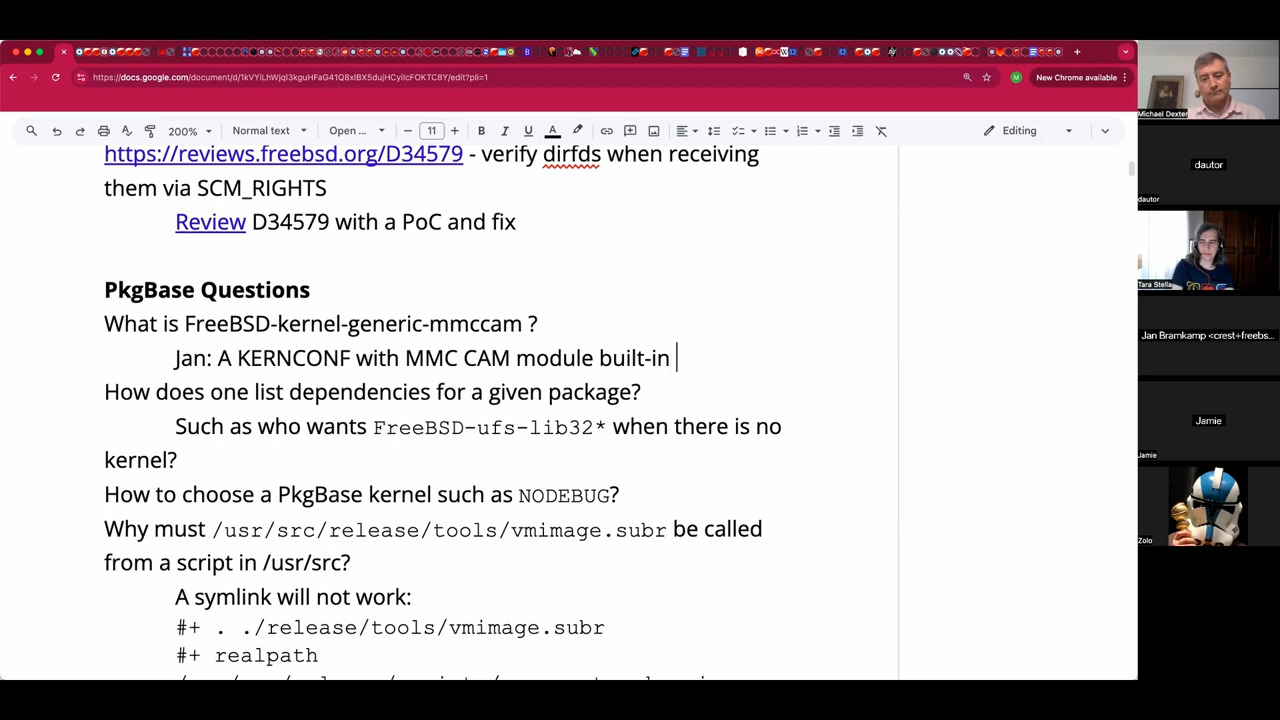 https://docs.google.com/document/d/1kVYiLhWjqI3kguHFaG41Q8xIBX5dujHCyiIcFOKTC8Y/edit?pli=1
M
New Chrome available
200%
Normal text
Open ...
11
Editing
https://reviews.freebsd.org/D34579 - verify dirfds when receiving
them via SCM_RIGHTS
Review D34579 with a PoC and fix
PkgBase Questions
What is FreeBSD-kernel-generic-mmccam ?
Jan: A KERNCONF with MMC CAM module built-in
How does one list dependencies for a given package?
Such as who wants FreeBSD-ufs-lib32* when there is no
kernel?
How to choose a PkgBase kernel such as NODEBUG?
Why must /usr/src/release/tools/vmimage.subr be called
from a script in /usr/src?
A symlink will not work:
#+ . ./release/tools/vmimage.subr
#+ realpath
Michael Dexter
dautor
dautor
Tara Stella
Jan Bramkamp <crest+freebs...
Jamie
Jamie
Zolo